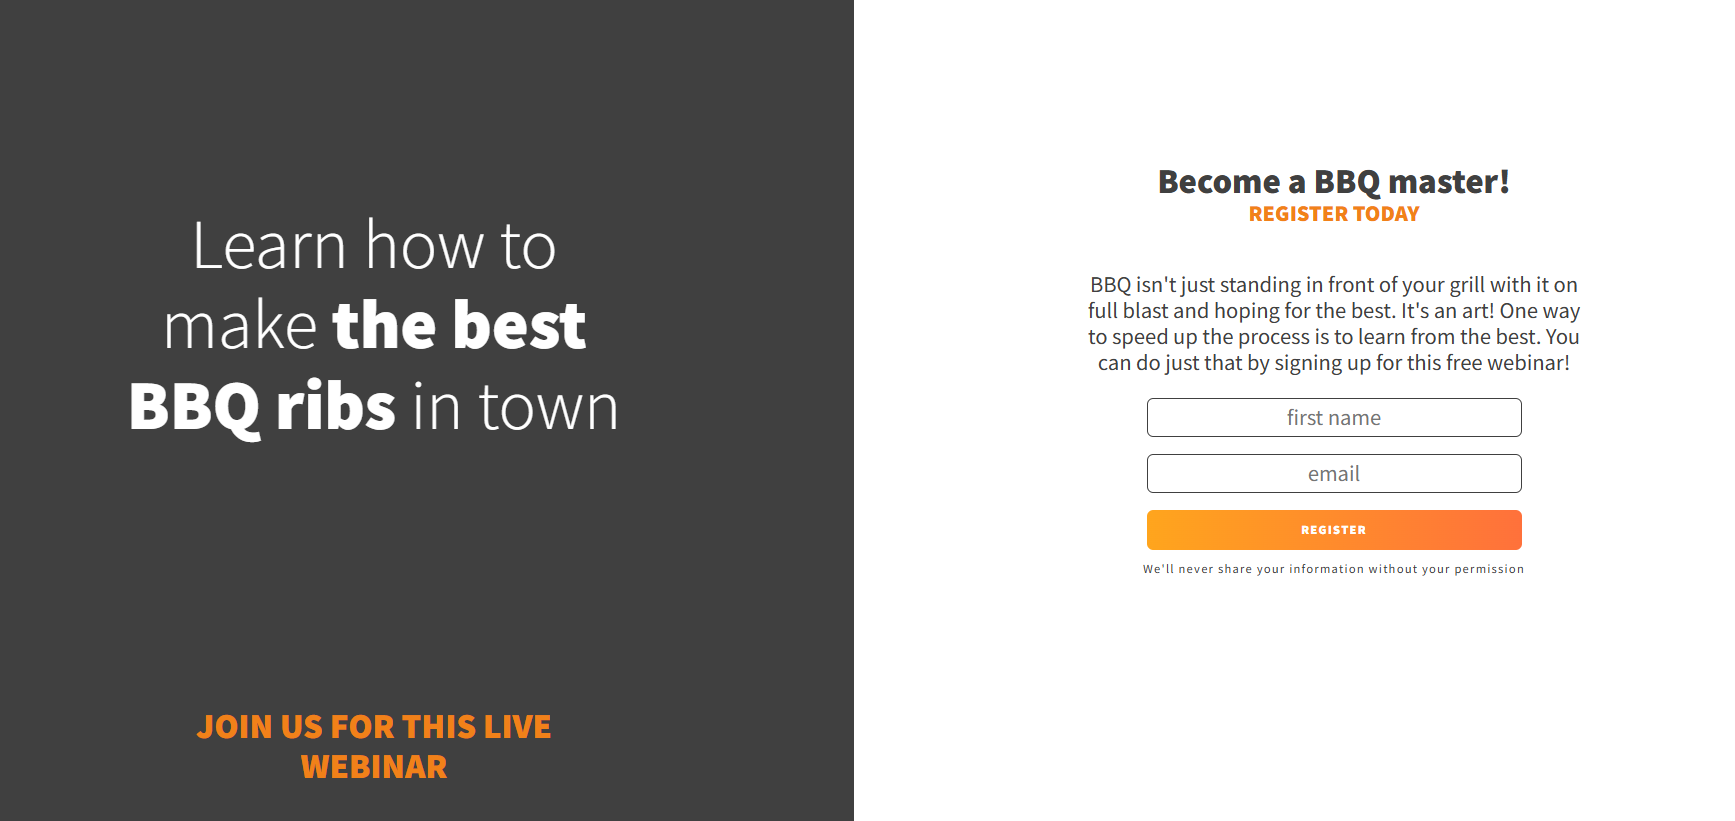 Learn how to
make the best
BBQ ribs in town
JOIN US FOR THIS LIVE
WEBINAR
Become a BBQ master!
REGISTER TODAY
BBQ isn't just standing in front of your grill with it on
full blast and hoping for the best. It's an art! One way
to speed up the process is to learn from the best. You
can do just that by signing up for this free webinar!
first name
email
REGISTER
We'll never share your information without your permission